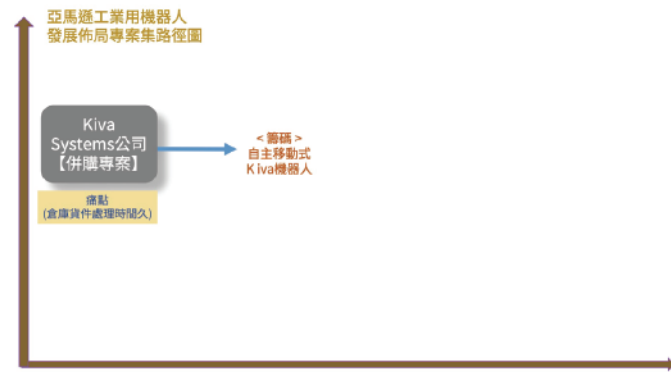 亞馬遜工業用機器人
發展佈局專案集路徑圖
Kiva
Systems公司
【併購專案】
<籌碼>
自主移動式
Kiva機器人
痛點
(倉庫貨件處理時間久)